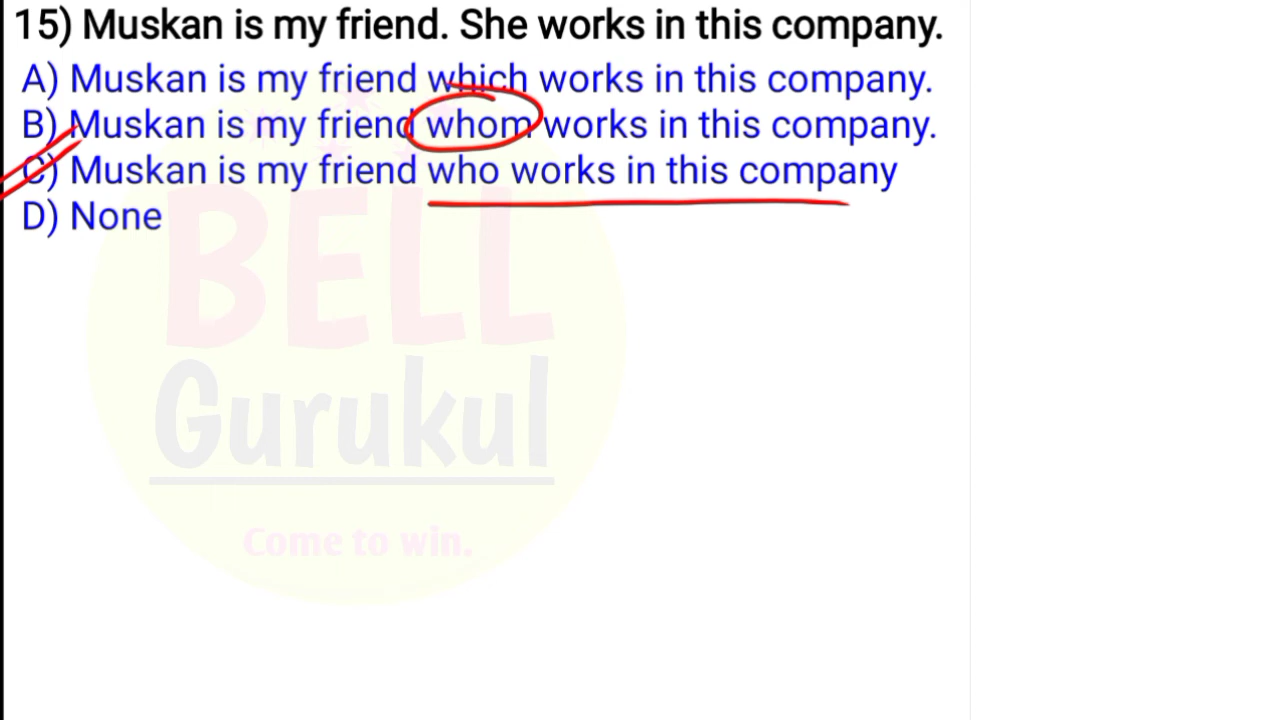 15) Muskan is my friend. She works in this company.
A) Muskan is my friend which works in this company.
B) Muskan is my friend whom works in this company.
C) Muskan is my friend who works in this company
D) None
BELL
Gurukul
Come to win.